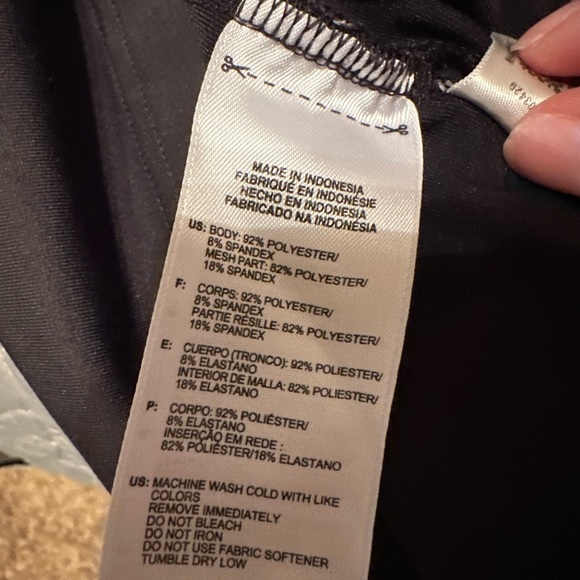 MADE IN INDONESIA
FABRIQUÉ EN INDONÉSIE
HECHO EN INDONESIA
FABRICADO NA INDONÉSIA
US: BODY: 92% POLYESTER/
8% SPANDEX
MESH PART: 82% POLYESTER/
18% SPANDEX
F: CORPS: 92% POLYESTER/
8% SPANDEX
PARTIE RÉSILLE: 82% POLYESTER/
18% SPANDEX
E: CUERPO (TRONCO): 92% POLIESTER/
8% ELASTANO
INTERIOR DE MALLA: 82% POLIESTER/
18% ELASTANO
P: CORPO: 92% POLIÉSTER/
8% ELASTANO
INSERÇÃO EM REDE :
82% POLIÉSTER/18% ELASTANO
US: MACHINE WASH COLD WITH LIKE
COLORS
REMOVE IMMEDIATELY
DO NOT BLEACH
DO NOT IRON
DO NOT USE FABRIC SOFTENER
TUMBLE DRY LOW